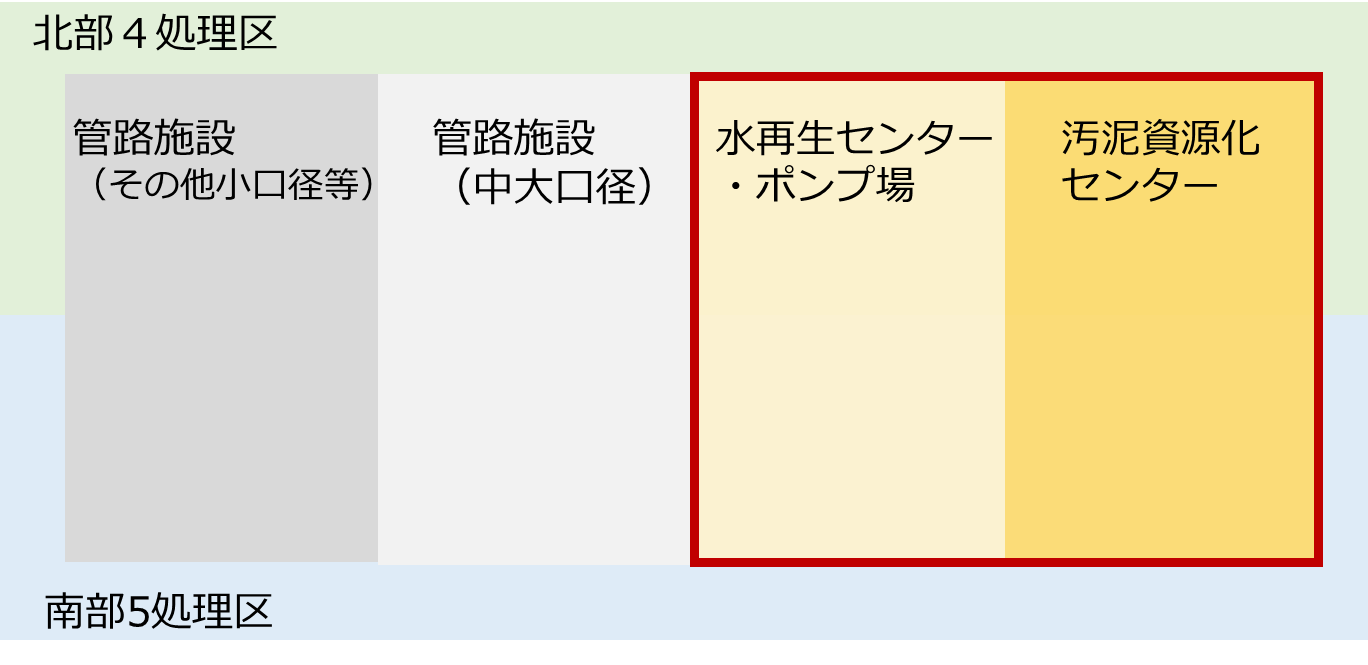 北部４処理区
管路施設
（その他小口径等）
管路施設
（中大口径）
水再生センター
・ポンプ場
汚泥資源化
センター
南部5処理区